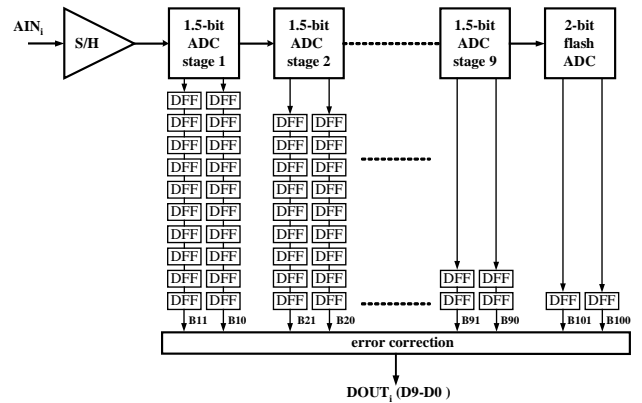 AINᵢ
S/H
1.5-bit ADC stage 1
1.5-bit ADC stage 2
1.5-bit ADC stage 9
2-bit flash ADC
DFF DFF
DFF DFF DFF DFF
DFF DFF DFF DFF
DFF DFF DFF DFF
DFF DFF DFF DFF
DFF DFF DFF DFF
DFF DFF DFF DFF
DFF DFF DFF DFF
DFF DFF DFF DFF DFF DFF
DFF DFF DFF DFF DFF DFF DFF DFF
B11 B10 B21 B20 B91 B90 B101 B100
error correction
DOUTᵢ (D9-D0 )